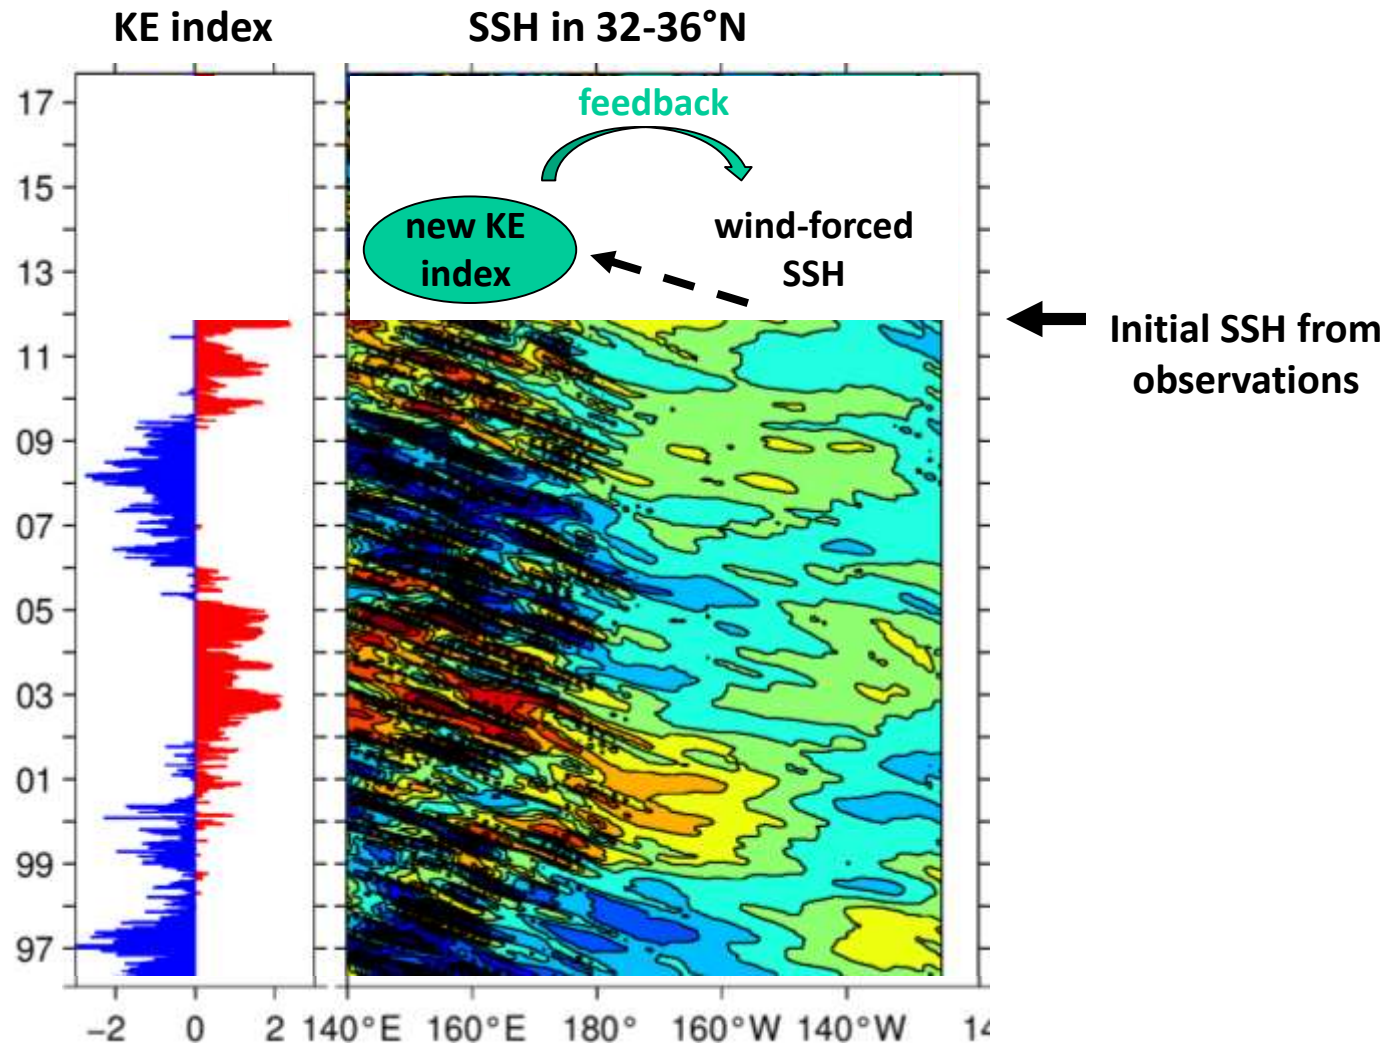 KE index
SSH in 32-36°N
17
15
13
11
09
07
05
03
01
99
97
feedback
new KE
index
wind-forced
SSH
Initial SSH from
observations
−2 0 2
140°E 160°E 180° 160°W 140°W 14